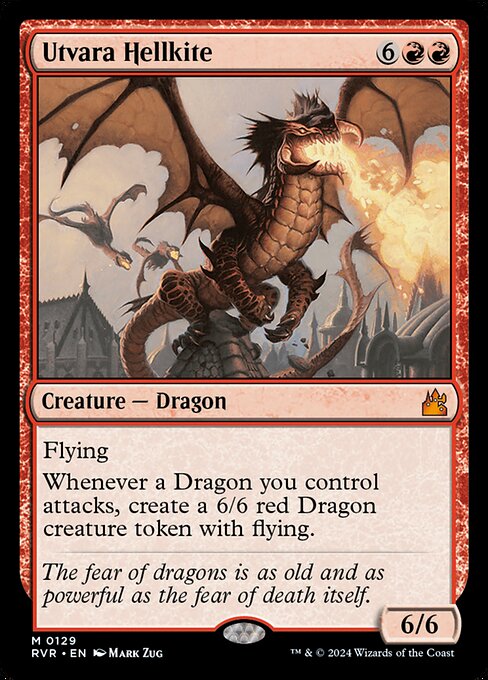 Utvara Hellkite 6
Creature — Dragon
Flying
Whenever a Dragon you control
attacks, create a 6/6 red Dragon
creature token with flying.
The fear of dragons is as old and as
powerful as the fear of death itself.
6/6
M 0129
RVR • EN Mark Zug
™ & © 2024 Wizards of the Coast